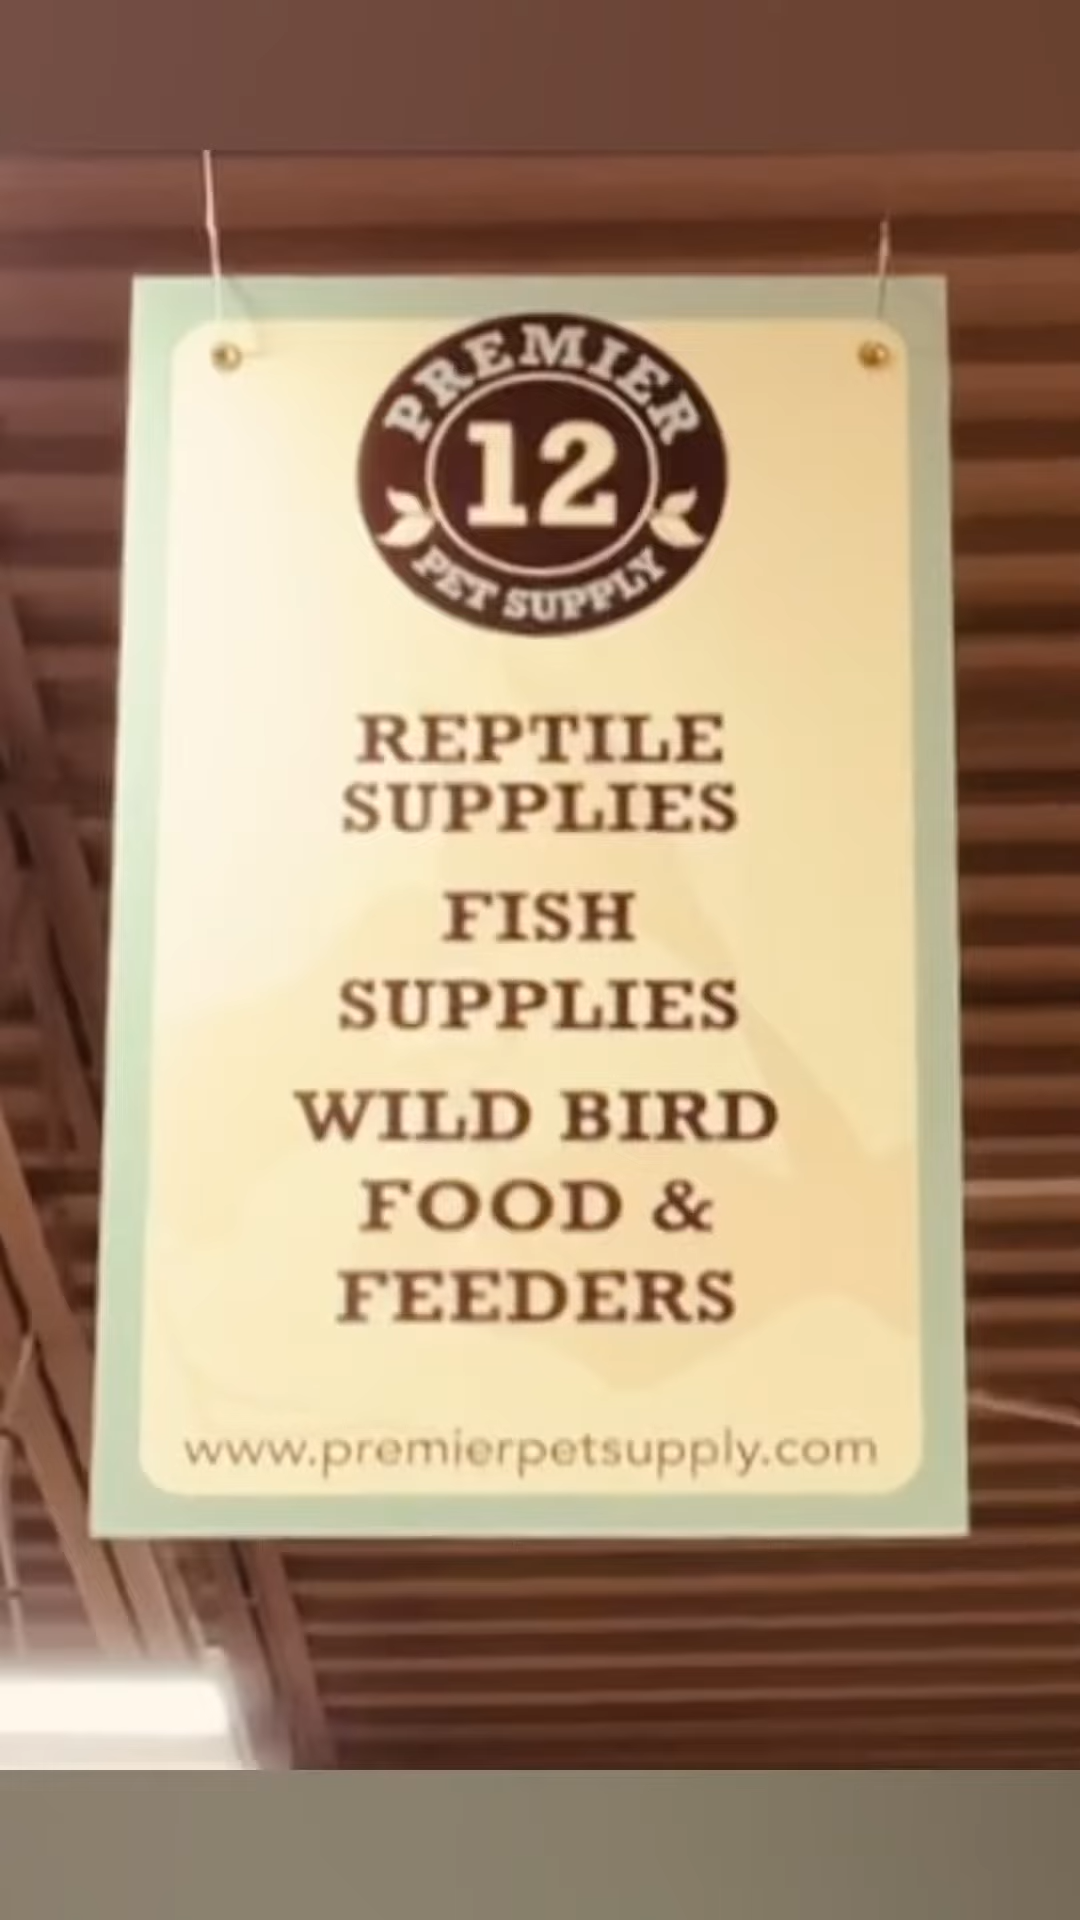 PREMIER
12
PET SUPPLY
REPTILE
SUPPLIES
FISH
SUPPLIES
WILD BIRD
FOOD &
FEEDERS
www.premierpetsupply.com